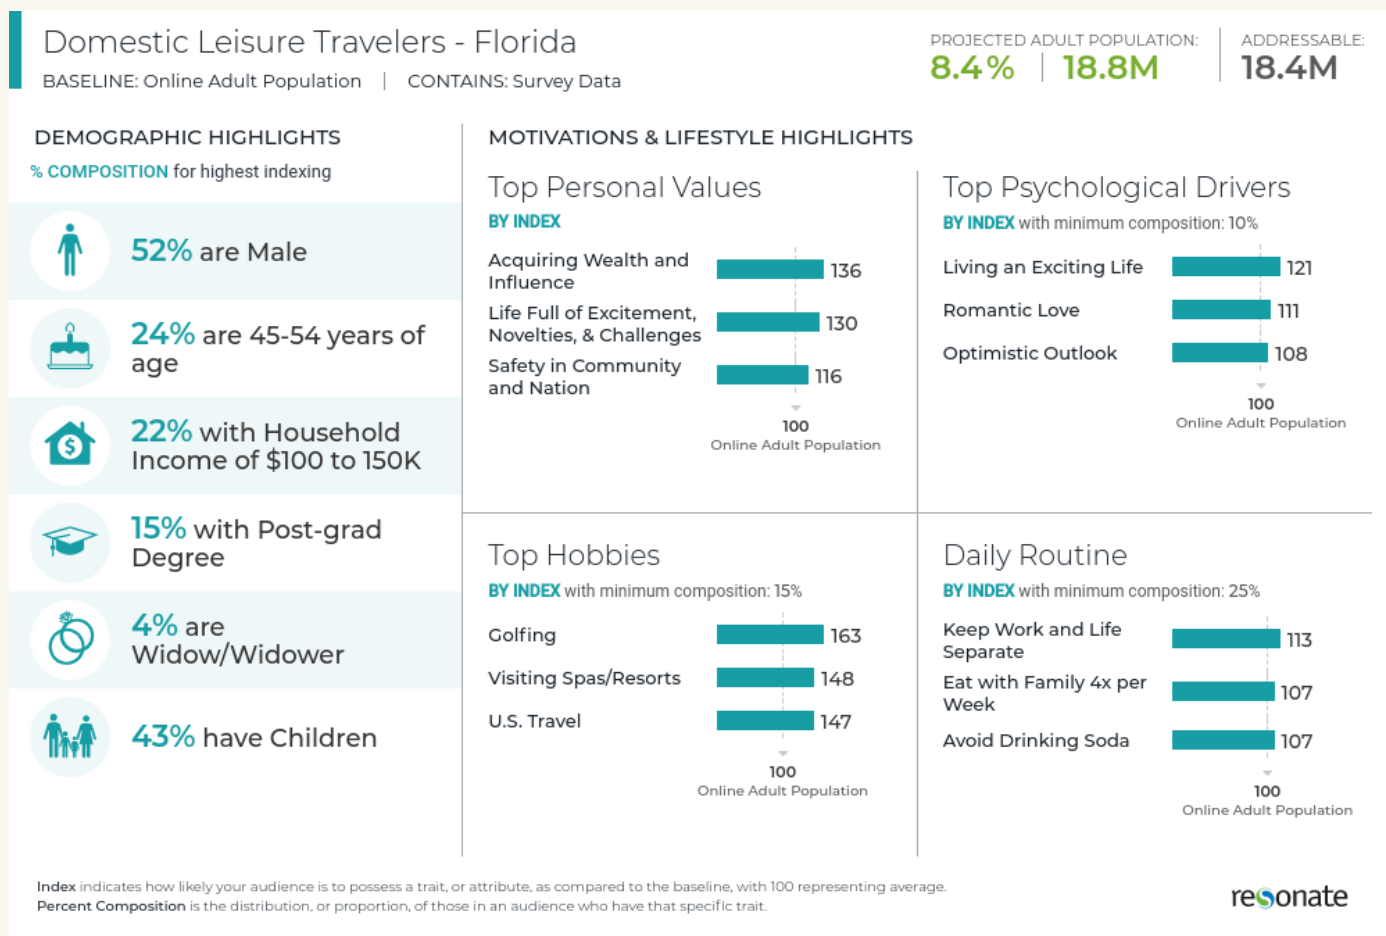 Domestic Leisure Travelers - Florida
BASELINE: Online Adult Population | CONTAINS: Survey Data
PROJECTED ADULT POPULATION:
8.4% | 18.8M
ADDRESSABLE:
18.4M
DEMOGRAPHIC HIGHLIGHTS
% COMPOSITION for highest indexing
52% are Male
24% are 45-54 years of
age
22% with Household
Income of $100 to 150K
15% with Post-grad
Degree
4% are
Widow/Widower
43% have Children
MOTIVATIONS & LIFESTYLE HIGHLIGHTS
Top Personal Values
BY INDEX
Acquiring Wealth and
Influence
136
Life Full of Excitement,
Novelties, & Challenges
130
Safety in Community
and Nation
116
100
Online Adult Population
Top Psychological Drivers
BY INDEX with minimum composition: 10%
Living an Exciting Life 121
Romantic Love 111
Optimistic Outlook 108
100
Online Adult Population
Top Hobbies
BY INDEX with minimum composition: 15%
Golfing 163
Visiting Spas/Resorts 148
U.S. Travel 147
100
Online Adult Population
Daily Routine
BY INDEX with minimum composition: 25%
Keep Work and Life
Separate
113
Eat with Family 4x per
Week
107
Avoid Drinking Soda 107
100
Online Adult Population
Index indicates how likely your audience is to possess a trait, or attribute, as compared to the baseline, with 100 representing average.
Percent Composition is the distribution, or proportion, of those in an audience who have that specific trait.
resonate